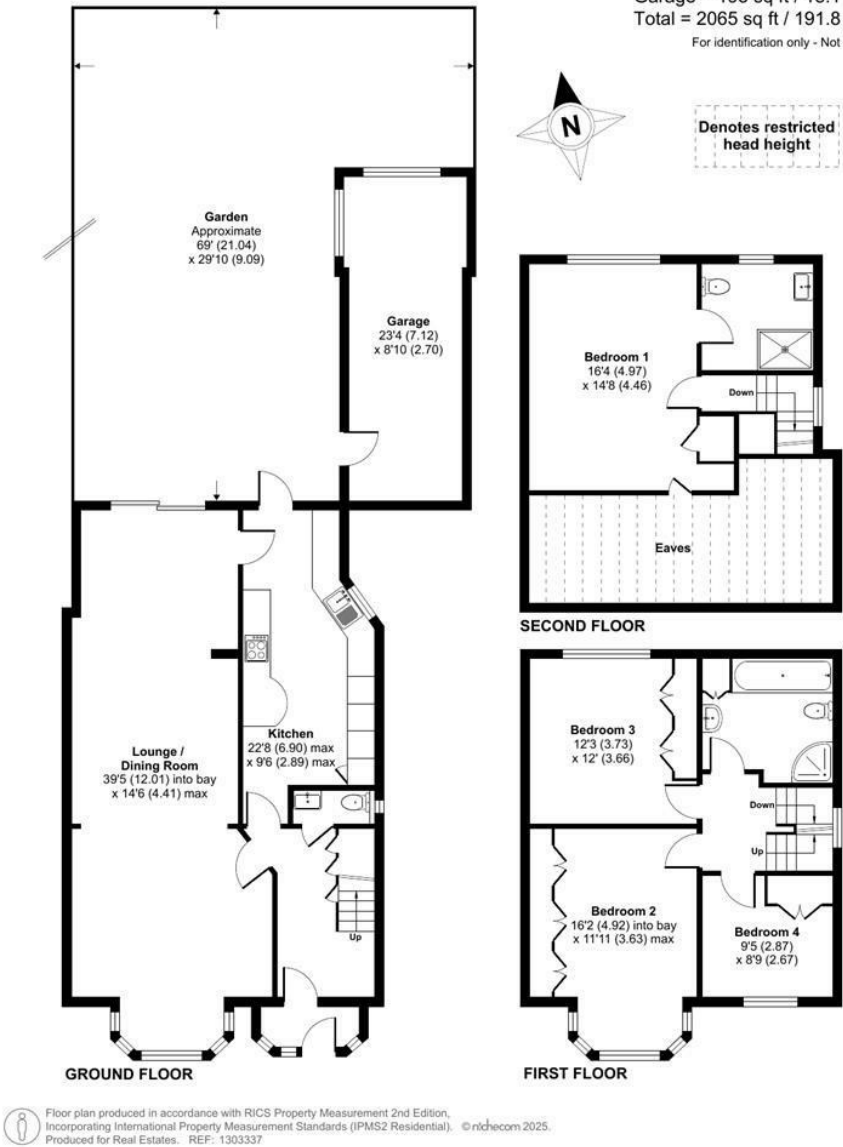 Total = 2065 sq ft / 191.8
For identification only - Not
N
Denotes restricted
head height
Garden
Approximate
69' (21.04)
x 29'10 (9.09)
Garage
23'4 (7.12)
x 8'10 (2.70)
Bedroom 1
16'4 (4.97)
x 14'8 (4.46)
Down
Eaves
SECOND FLOOR
Kitchen
22'8 (6.90) max
x 9'6 (2.89) max
Lounge /
Dining Room
39'5 (12.01) into bay
x 14'6 (4.41) max
Up
GROUND FLOOR
Bedroom 3
12'3 (3.73)
x 12' (3.66)
Down
Up
Bedroom 2
16'2 (4.92) into bay
x 11'11 (3.63) max
Bedroom 4
9'5 (2.87)
x 8'9 (2.67)
FIRST FLOOR
Floor plan produced in accordance with RICS Property Measurement 2nd Edition,
Incorporating International Property Measurement Standards (IPMS2 Residential). © nichecom 2025.
Produced for Real Estates. REF: 1303337